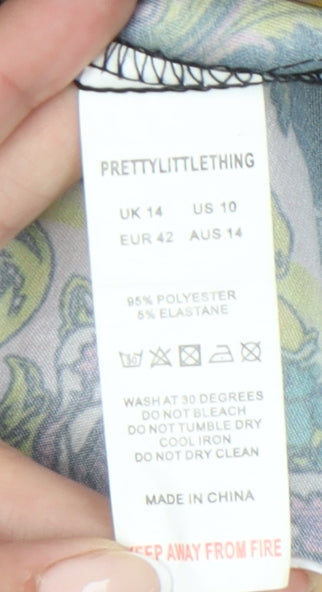 PRETTYLITTLETHING
UK 14 US 10
EUR 42 AUS 14
95% POLYESTER
5% ELASTANE
WASH AT 30 DEGREES
DO NOT BLEACH
DO NOT TUMBLE DRY
COOL IRON
DO NOT DRY CLEAN
MADE IN CHINA
KEEP AWAY FROM FIRE